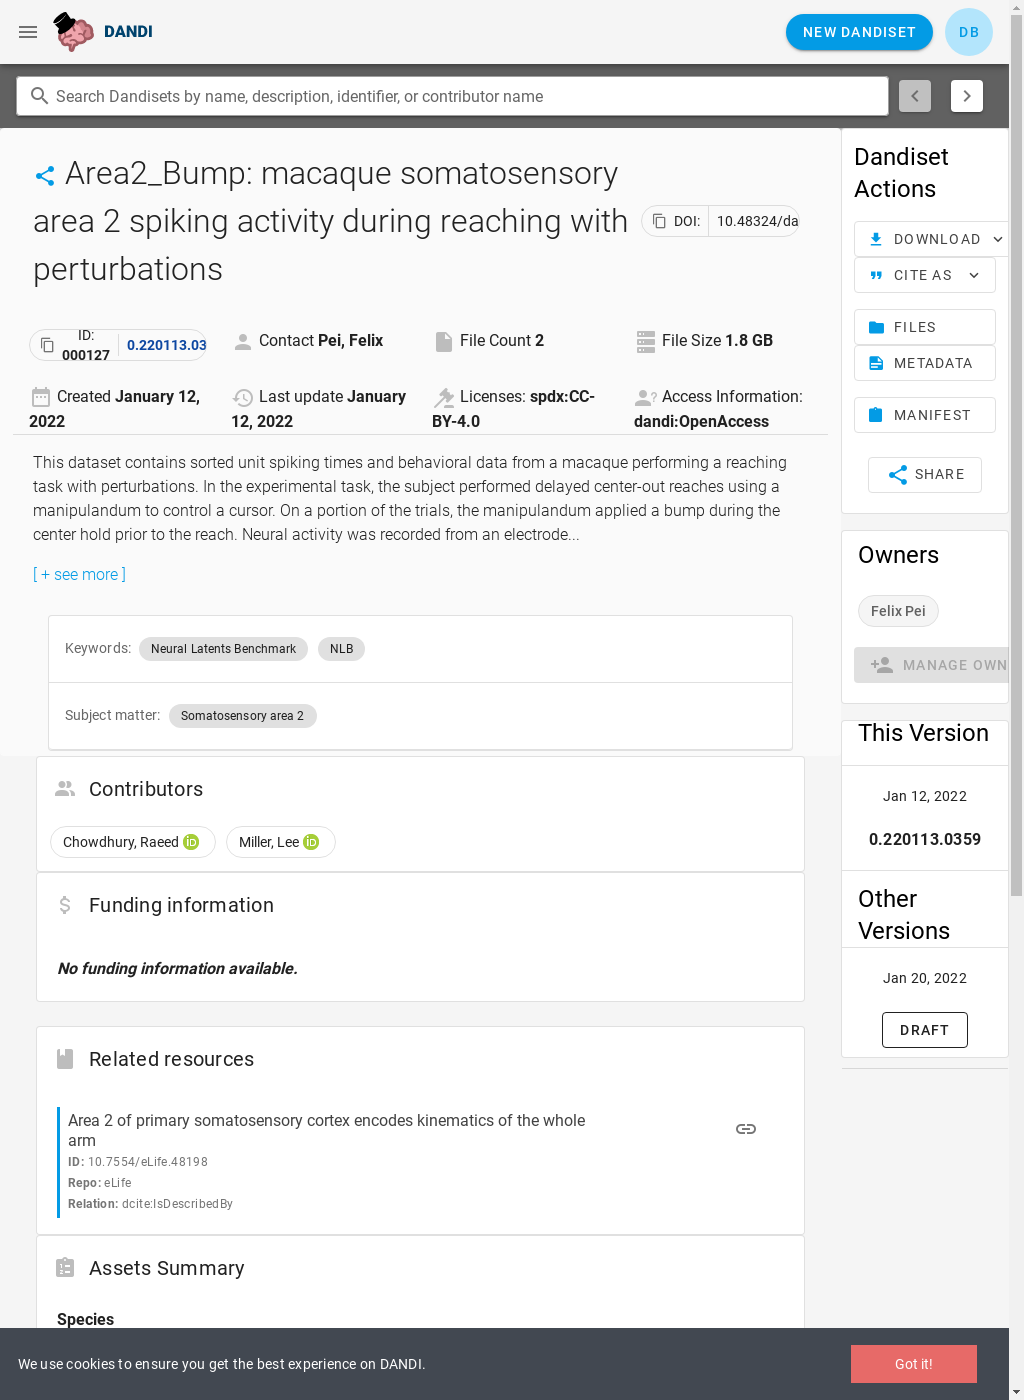 DANDI
NEW DANDISET
DB
Search Dandisets by name, description, identifier, or contributor name
Area2_Bump: macaque somatosensory
area 2 spiking activity during reaching with
perturbations
DOI:
10.48324/da
ID:
000127
0.220113.03
Contact Pei, Felix
File Count 2
File Size 1.8 GB
Created January 12,
2022
Last update January
12, 2022
Licenses: spdx:CC-
BY-4.0
Access Information:
dandi:OpenAccess
This dataset contains sorted unit spiking times and behavioral data from a macaque performing a reaching
task with perturbations. In the experimental task, the subject performed delayed center-out reaches using a
manipulandum to control a cursor. On a portion of the trials, the manipulandum applied a bump during the
center hold prior to the reach. Neural activity was recorded from an electrode...
[ + see more ]
Keywords: Neural Latents Benchmark NLB
Subject matter: Somatosensory area 2
Contributors
Chowdhury, Raeed iD
Miller, Lee iD
Funding information
No funding information available.
Related resources
Area 2 of primary somatosensory cortex encodes kinematics of the whole
arm
ID: 10.7554/eLife.48198
Repo: eLife
Relation: dcite:IsDescribedBy
Assets Summary
Species
Dandiset
Actions
DOWNLOAD
CITE AS
FILES
METADATA
MANIFEST
SHARE
Owners
Felix Pei
MANAGE OWN
This Version
Jan 12, 2022
0.220113.0359
Other
Versions
Jan 20, 2022
DRAFT
We use cookies to ensure you get the best experience on DANDI.
Got it!